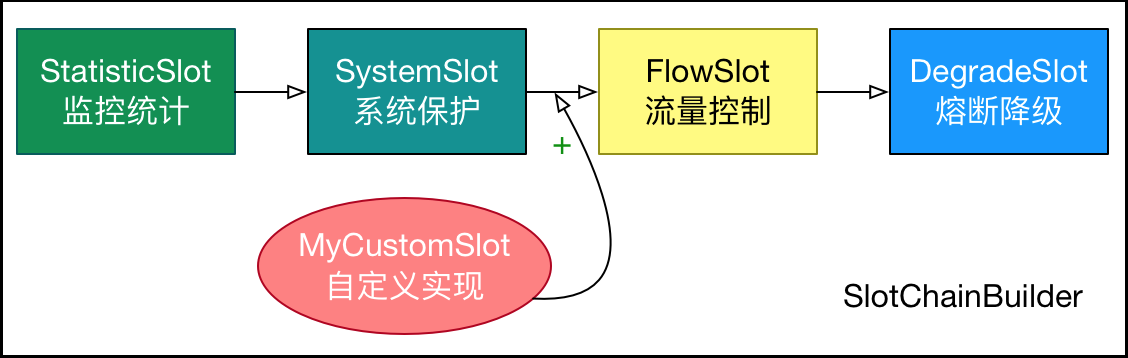 StatisticSlot
监控统计
SystemSlot
系统保护
FlowSlot
流量控制
DegradeSlot
熔断降级
+
MyCustomSlot
自定义实现
SlotChainBuilder